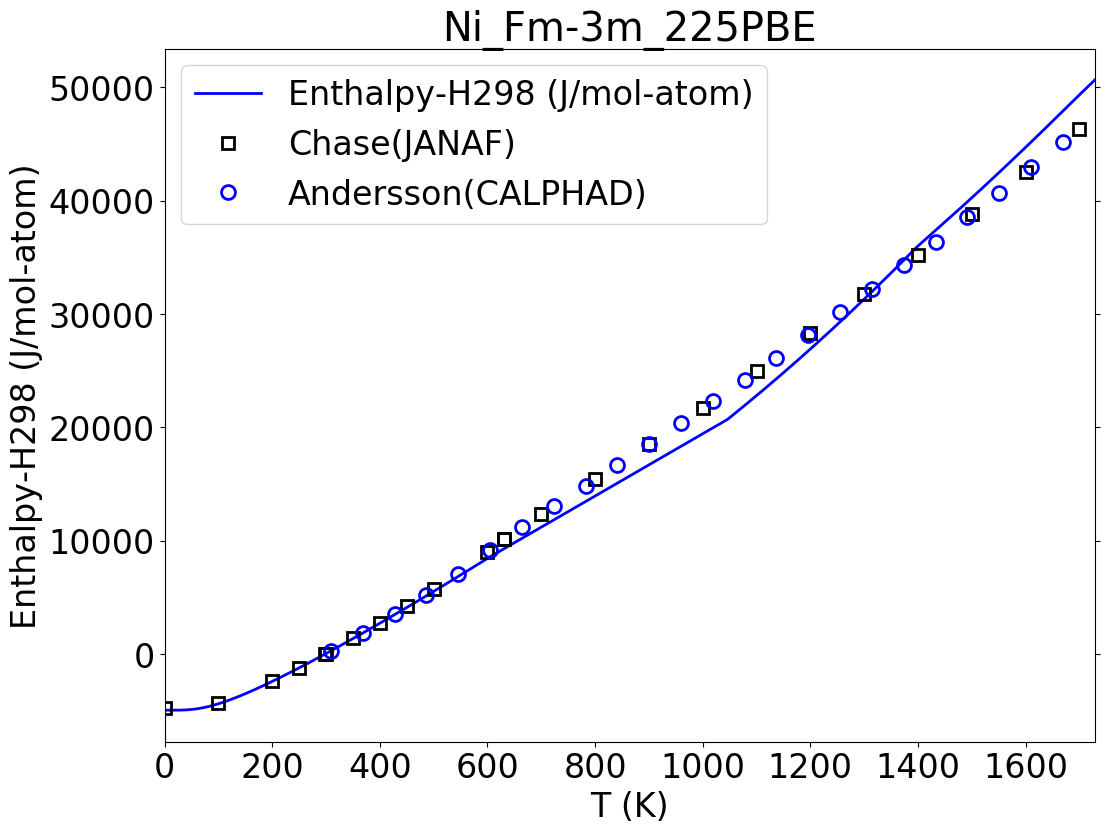 Ni_Fm-3m_225PBE
Enthalpy-H298 (J/mol-atom)
Chase(JANAF)
Andersson(CALPHAD)
Enthalpy-H298 (J/mol-atom)
50000
40000
30000
20000
10000
0
0 200 400 600 800 1000 1200 1400 1600
T (K)